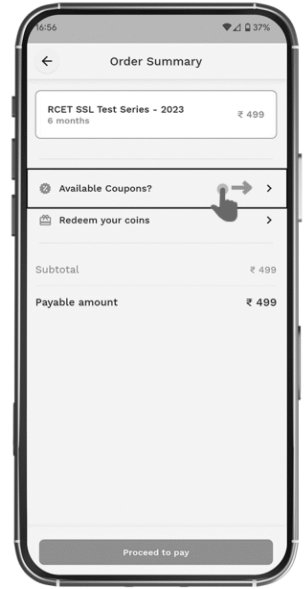 16:56 37%
Order Summary
RCET SSL Test Series - 2023
6 months
₹ 499
Available Coupons?
Redeem your coins
Subtotal ₹ 499
Payable amount ₹ 499
Proceed to pay